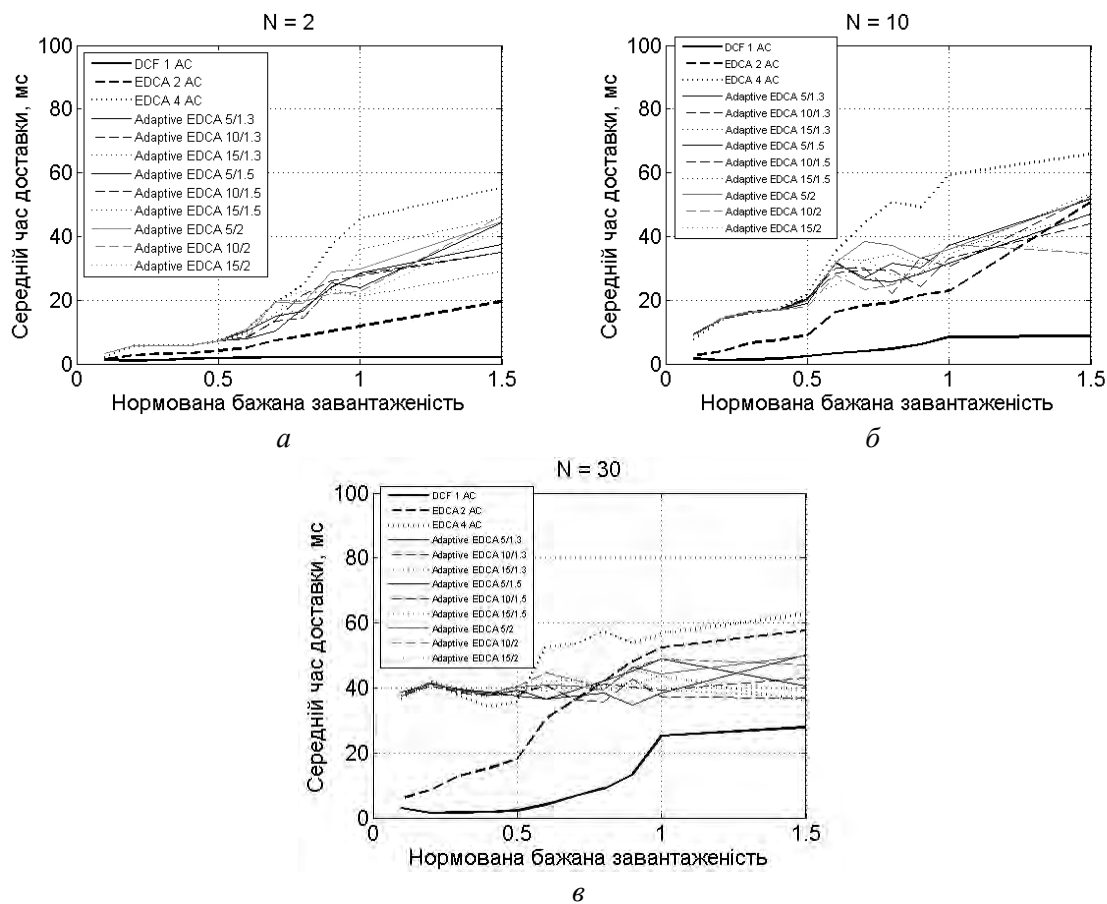 N = 2
100
80
60
40
20
0
Середній час доставки, мс
DCF 1 AC
EDCA 2 AC
EDCA 4 AC
Adaptive EDCA 5/1.3
Adaptive EDCA 10/1.3
Adaptive EDCA 15/1.3
Adaptive EDCA 5/1.5
Adaptive EDCA 10/1.5
Adaptive EDCA 15/1.5
Adaptive EDCA 5/2
Adaptive EDCA 10/2
Adaptive EDCA 15/2
0 0.5 1 1.5
Нормована бажана завантаженість
а
N = 10
100
80
60
40
20
0
Середній час доставки, мс
DCF 1 AC
EDCA 2 AC
EDCA 4 AC
Adaptive EDCA 5/1.3
Adaptive EDCA 10/1.3
Adaptive EDCA 15/1.3
Adaptive EDCA 5/1.5
Adaptive EDCA 10/1.5
Adaptive EDCA 15/1.5
Adaptive EDCA 5/2
Adaptive EDCA 10/2
Adaptive EDCA 15/2
0 0.5 1 1.5
Нормована бажана завантаженість
б
N = 30
100
80
60
40
20
0
Середній час доставки, мс
DCF 1 AC
EDCA 2 AC
EDCA 4 AC
Adaptive EDCA 5/1.3
Adaptive EDCA 10/1.3
Adaptive EDCA 15/1.3
Adaptive EDCA 5/1.5
Adaptive EDCA 10/1.5
Adaptive EDCA 15/1.5
Adaptive EDCA 5/2
Adaptive EDCA 10/2
Adaptive EDCA 15/2
0 0.5 1 1.5
Нормована бажана завантаженість
в